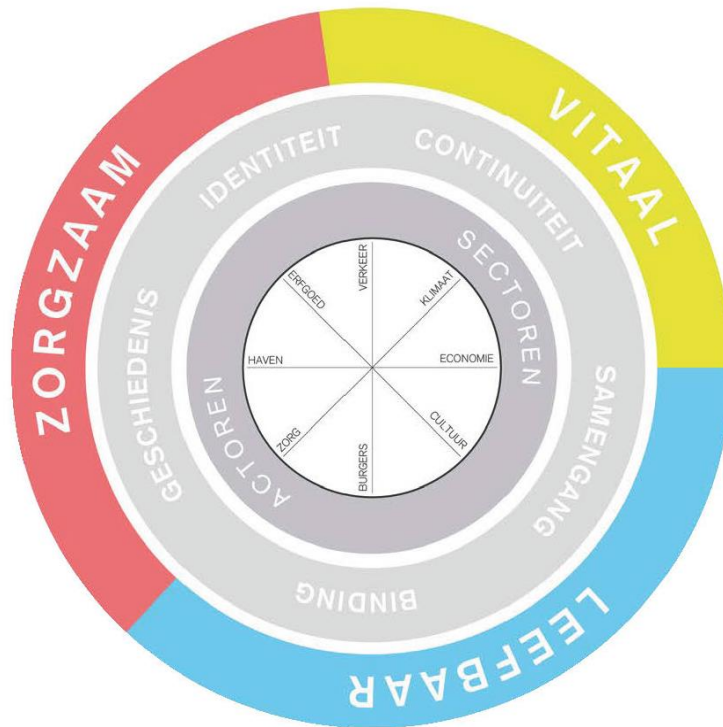 ZORGZAAM
VITAAL
LEEFBAAR
IDENTITEIT
CONTINUITEIT
SAMENGANG
BINDING
GESCHIEDENIS
SECTOREN
ACTOREN
VERKEER
KLIMAAT
ECONOMIE
CULTUUR
BURGERS
ZORG
HAVEN
ERFGOED